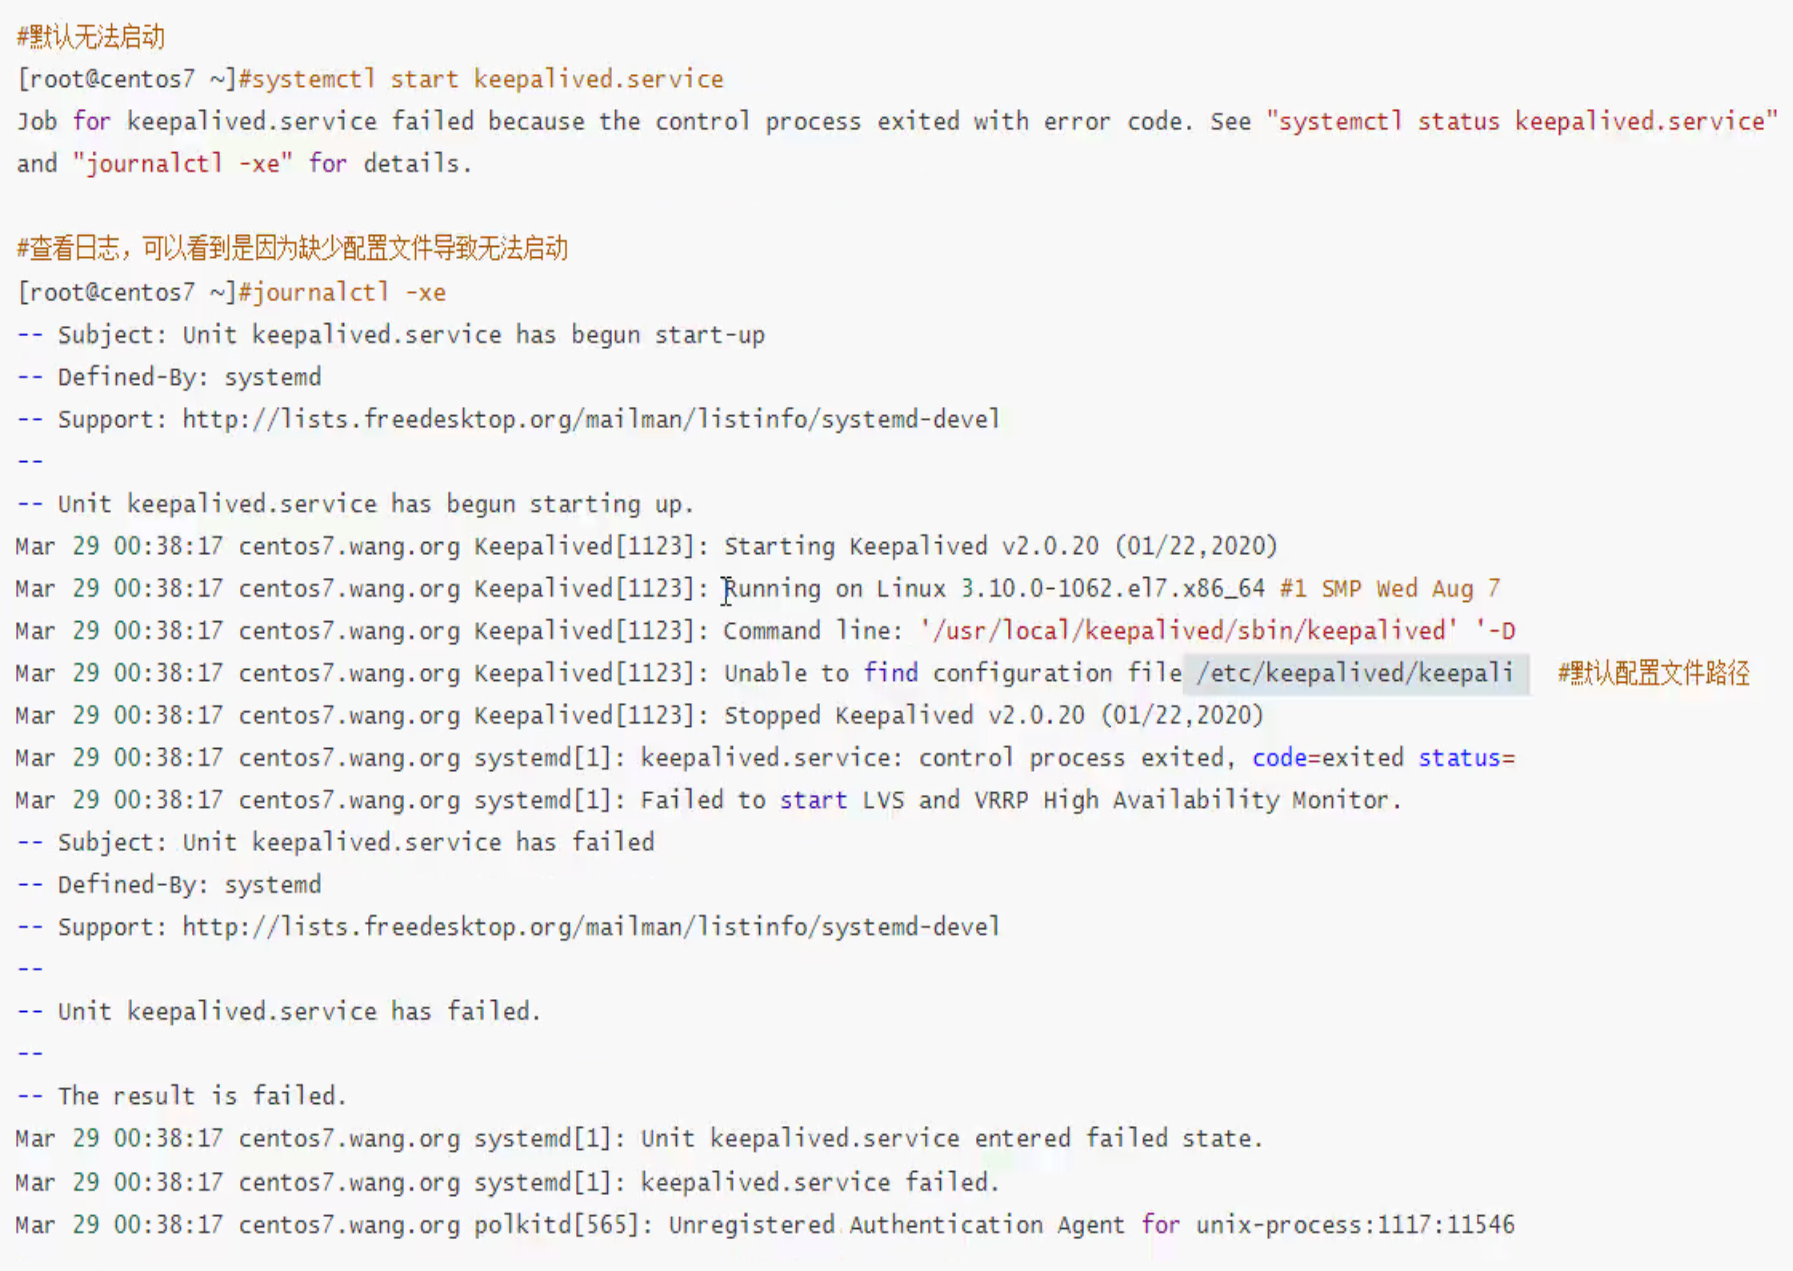 #默认无法启动
[root@centos7 ~]#systemctl start keepalived.service
Job for keepalived.service failed because the control process exited with error code. See "systemctl status keepalived.service"
and "journalctl -xe" for details.
#查看日志，可以看到是因为缺少配置文件导致无法启动
[root@centos7 ~]#journalctl -xe
-- Subject: Unit keepalived.service has begun start-up
-- Defined-By: systemd
-- Support: http://lists.freedesktop.org/mailman/listinfo/systemd-devel
--
-- Unit keepalived.service has begun starting up.
Mar 29 00:38:17 centos7.wang.org Keepalived[1123]: Starting Keepalived v2.0.20 (01/22,2020)
Mar 29 00:38:17 centos7.wang.org Keepalived[1123]: Running on Linux 3.10.0-1062.el7.x86_64 #1 SMP Wed Aug 7
Mar 29 00:38:17 centos7.wang.org Keepalived[1123]: Command line: '/usr/local/keepalived/sbin/keepalived' '-D
Mar 29 00:38:17 centos7.wang.org Keepalived[1123]: Unable to find configuration file /etc/keepalived/keepali #默认配置文件路径
Mar 29 00:38:17 centos7.wang.org Keepalived[1123]: Stopped Keepalived v2.0.20 (01/22,2020)
Mar 29 00:38:17 centos7.wang.org systemd[1]: keepalived.service: control process exited, code=exited status=
Mar 29 00:38:17 centos7.wang.org systemd[1]: Failed to start LVS and VRRP High Availability Monitor.
-- Subject: Unit keepalived.service has failed
-- Defined-By: systemd
-- Support: http://lists.freedesktop.org/mailman/listinfo/systemd-devel
--
-- Unit keepalived.service has failed.
--
-- The result is failed.
Mar 29 00:38:17 centos7.wang.org systemd[1]: Unit keepalived.service entered failed state.
Mar 29 00:38:17 centos7.wang.org systemd[1]: keepalived.service failed.
Mar 29 00:38:17 centos7.wang.org polkitd[565]: Unregistered Authentication Agent for unix-process:1117:11546